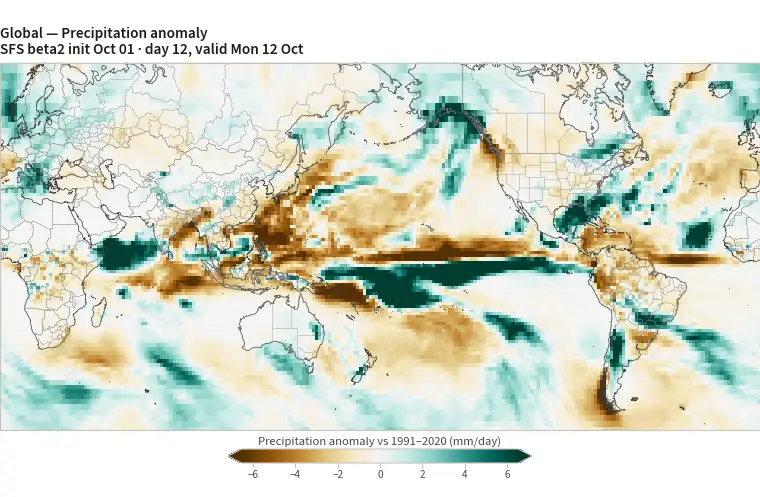 Global — Precipitation anomaly
SFS beta2 init Oct 01 · day 12, valid Mon 12 Oct
Precipitation anomaly vs 1991–2020 (mm/day)
−6 −4 −2 0 2 4 6